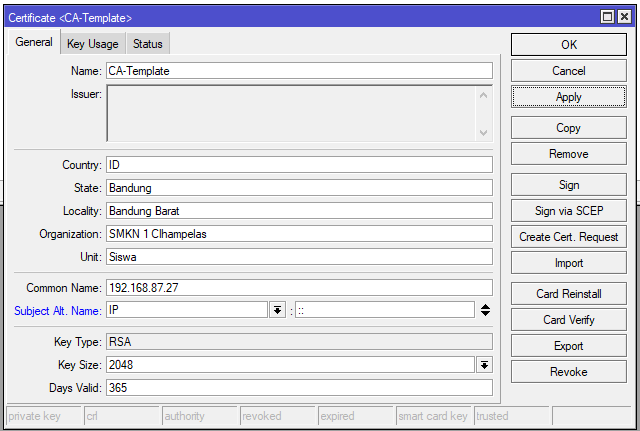 Certificate <CA-Template>
General Key Usage Status
Name: CA-Template
Issuer:
Country: ID
State: Bandung
Locality: Bandung Barat
Organization: SMKN 1 CIhampelas
Unit: Siswa
Common Name: 192.168.87.27
Subject Alt. Name: IP : ::
Key Type: RSA
Key Size: 2048
Days Valid: 365
OK
Cancel
Apply
Copy
Remove
Sign
Sign via SCEP
Create Cert. Request
Import
Card Reinstall
Card Verify
Export
Revoke
private key crl authority revoked expired smart card key trusted